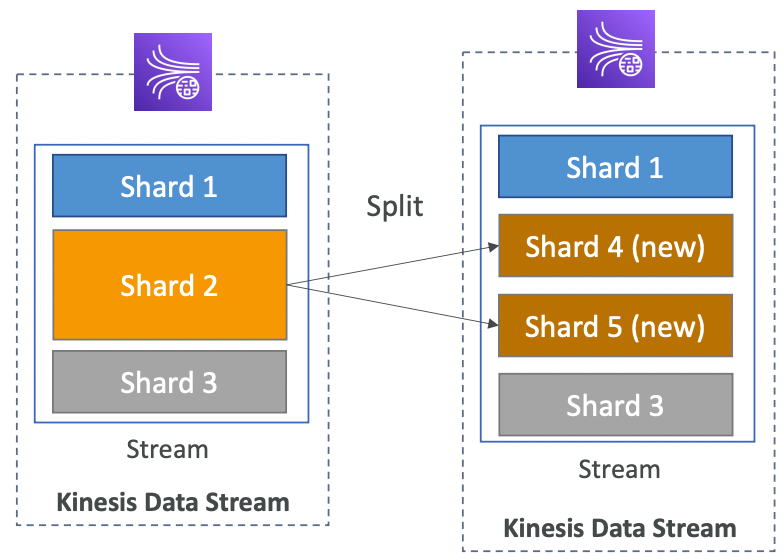 Shard 1
Shard 2
Shard 3
Stream
Kinesis Data Stream
Split
Shard 1
Shard 4 (new)
Shard 5 (new)
Shard 3
Stream
Kinesis Data Stream